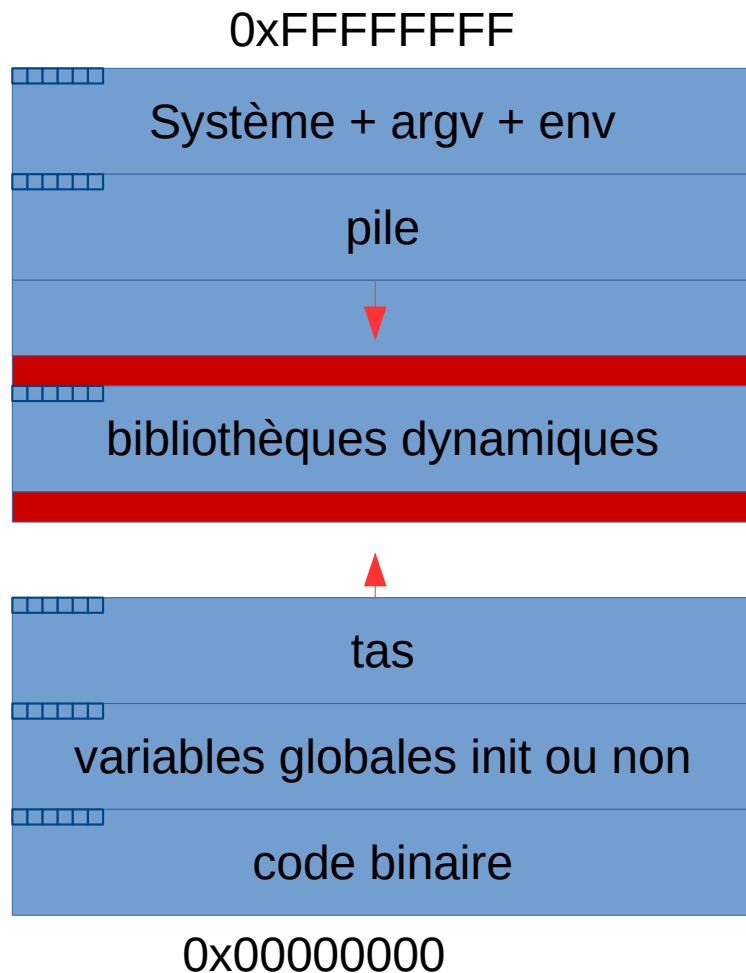 0xFFFFFFFF
Système + argv + env
pile
bibliothèques dynamiques
tas
variables globales init ou non
code binaire
0x00000000